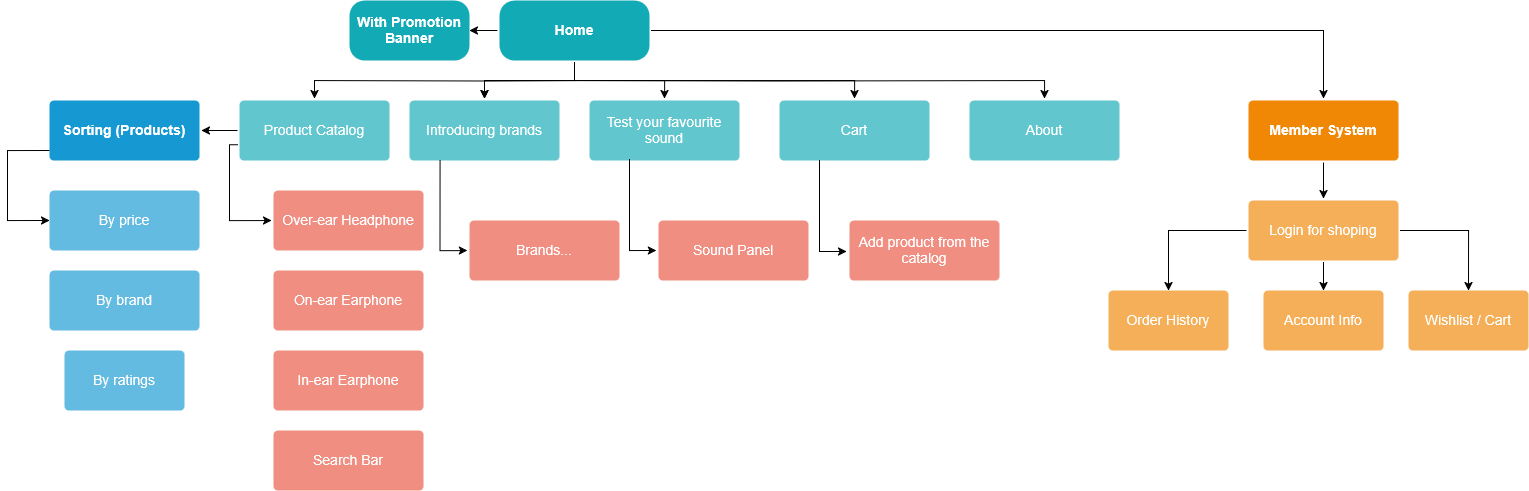 With Promotion
Banner
Home
Sorting (Products)
Product Catalog
Introducing brands
Test your favourite
sound
Cart
About
Member System
By price
Over-ear Headphone
Brands...
Sound Panel
Add product from the
catalog
Login for shoping
By brand
On-ear Earphone
Order History
Account Info
Wishlist / Cart
By ratings
In-ear Earphone
Search Bar